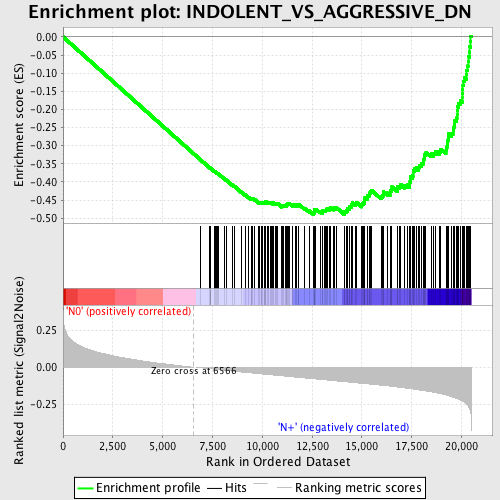 Enrichment plot: INDOLENT_VS_AGGRESSIVE_DN
Enrichment score (ES)
0.00
-0.05
-0.10
-0.15
-0.20
-0.25
-0.30
-0.35
-0.40
-0.45
-0.50
'N0' (positively correlated)
Ranked list metric (Signal2Noise)
0.25
0.00
-0.25
Zero cross at 6566
'N+' (negatively correlated)
0
2,500
5,000
7,500
10,000
12,500
15,000
17,500
20,000
Rank in Ordered Dataset
Enrichment profile
Hits
Ranking metric scores